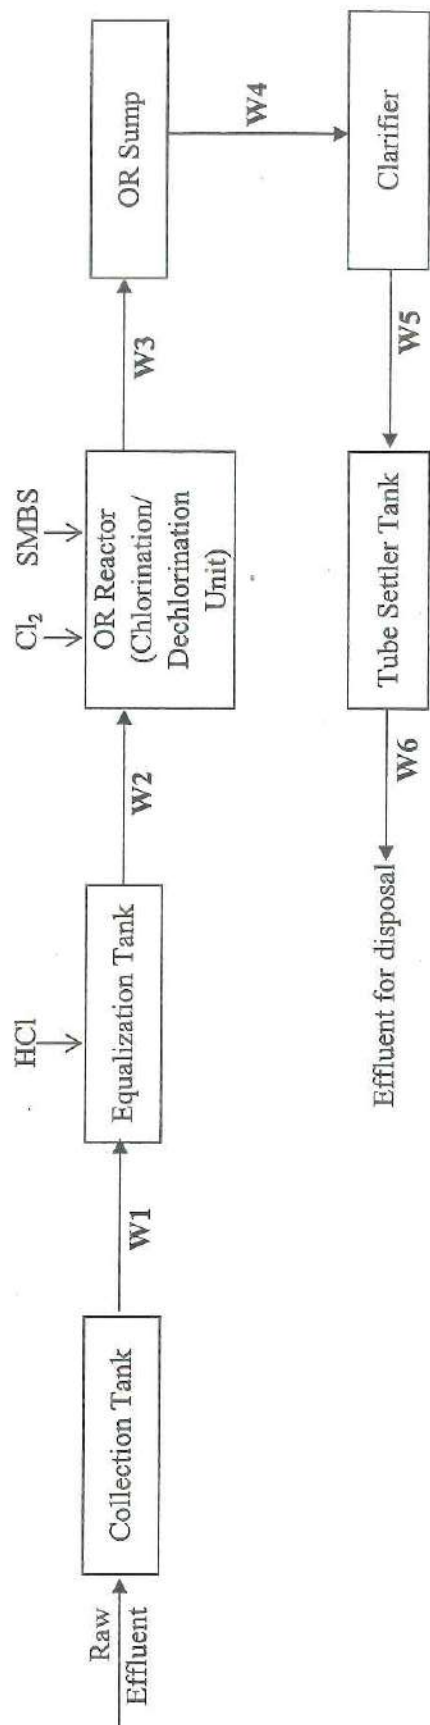 Raw
Effluent
Collection Tank
W1
HCl
Equalization Tank
W2
Cl₂
SMBS
OR Reactor
(Chlorination/
Dechlorination
Unit)
W3
OR Sump
W4
Clarifier
W5
Tube Settler Tank
W6
Effluent for disposal